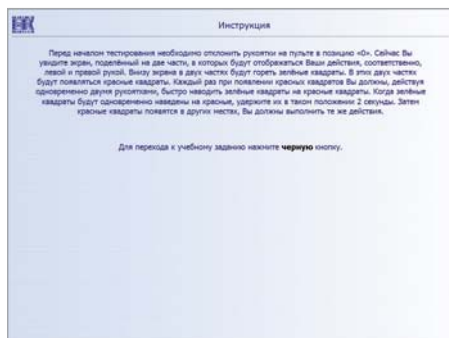 Инструкция
Перед началом тестирования необходимо отклонить рукоятки на пульте в позицию «0». Сейчас Вы
увидите экран, поделённый на две части, в которых будут отображаться Ваши действия, соответственно,
левой и правой рукой. Внизу экрана в двух частях будут гореть зелёные квадраты. В этих двух частях
будут появляться красные квадраты. Каждый раз при появлении красных квадратов Вы должны, действуя
одновременно двумя рукоятками, быстро наводить зелёные квадраты на красные квадраты. Когда зелёные
квадраты будут одновременно наведены на красные, удержите их в таком положении 2 секунды. Затем
красные квадраты появятся в других местах, Вы должны выполнить те же действия.
Для перехода к учебному заданию нажмите черную кнопку.